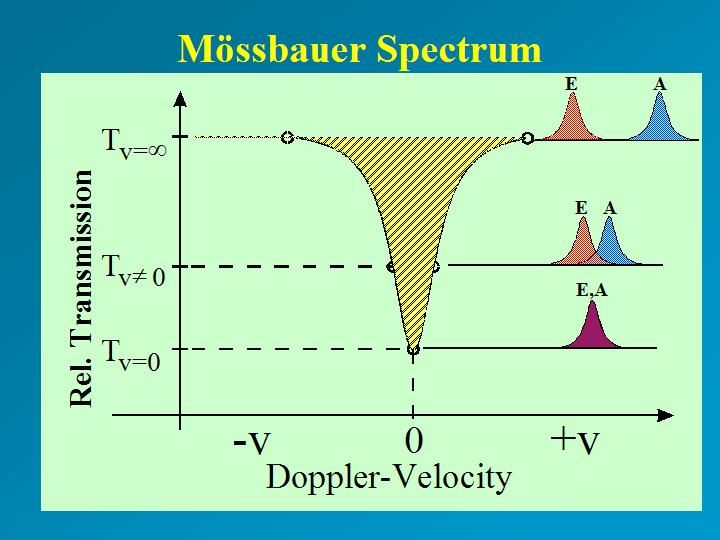 Mössbauer Spectrum
E A
Tv=∞
E A
Tv≠ 0
E,A
Tv=0
Rel. Transmission
-v 0 +v
Doppler-Velocity